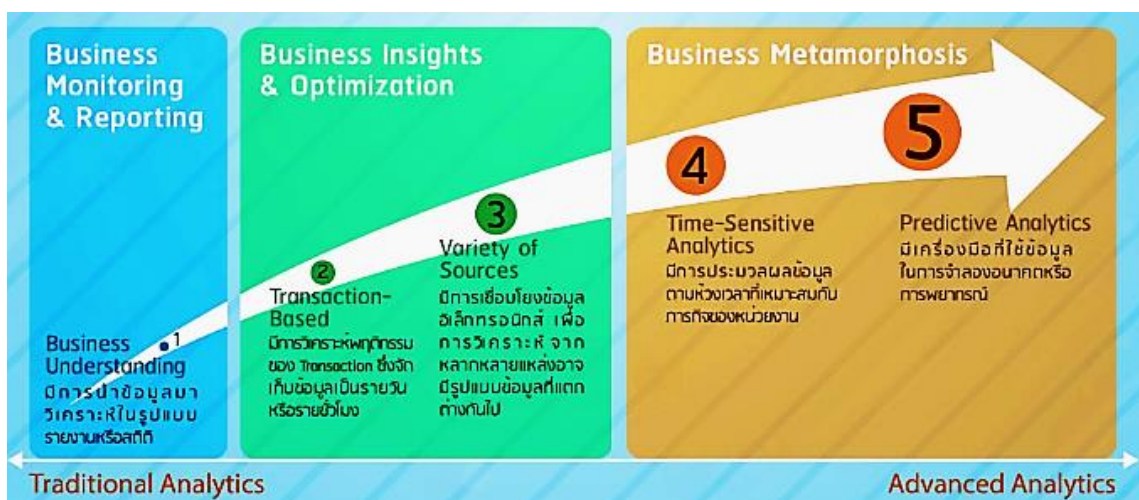 Business
Monitoring
& Reporting
Business Insights
& Optimization
Business Metamorphosis
1
Business
Understanding
มีการนำข้อมูลมา
วิเคราะห์ในรูปแบบ
รายงานหรือสถิติ
2
Transaction-
Based
มีการวิเคราะห์พฤติกรรม
ของ Transaction ซึ่งจัด
เก็บข้อมูลเป็นรายวัน
หรือรายชั่วโมง
3
Variety of
Sources
มีการเชื่อมโยงข้อมูล
อิเล็กทรอนิกส์ เพื่อ
การวิเคราะห์ จาก
หลากหลายแหล่งอาจ
มีรูปแบบข้อมูลที่แตก
ต่างกันไป
4
Time-Sensitive
Analytics
มีการประมวลผลข้อมูล
ตามห้วงเวลาที่เหมาะสมกับ
ภารกิจของหน่วยงาน
5
Predictive Analytics
มีเครื่องมือที่ใช้ข้อมูล
ในการจำลองอนาคตหรือ
การพยากรณ์
Traditional Analytics
Advanced Analytics